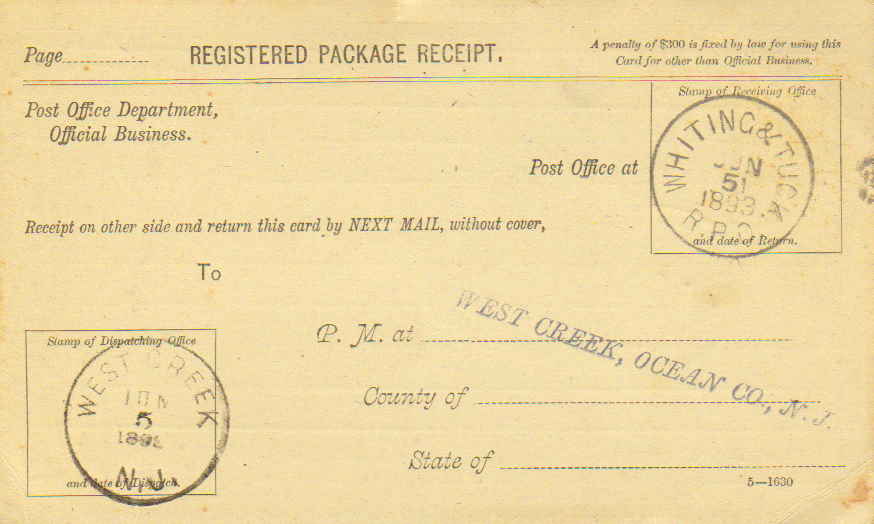 Page
REGISTERED PACKAGE RECEIPT.
A penalty of $300 is fixed by law for using this
Card for other than Official Business.
Post Office Department,
Official Business.
Stamp of Receiving Office
WHITING & TUCK
JUN
51
1893
R.P.O.
and date of Return.
Post Office at
Receipt on other side and return this card by NEXT MAIL, without cover,
To
Stamp of Dispatching Office
WEST CREEK
JUN
5
N.J.
and date of Dispatch.
P. M. at
WEST CREEK, OCEAN CO., N. J.
County of
State of
5—1630